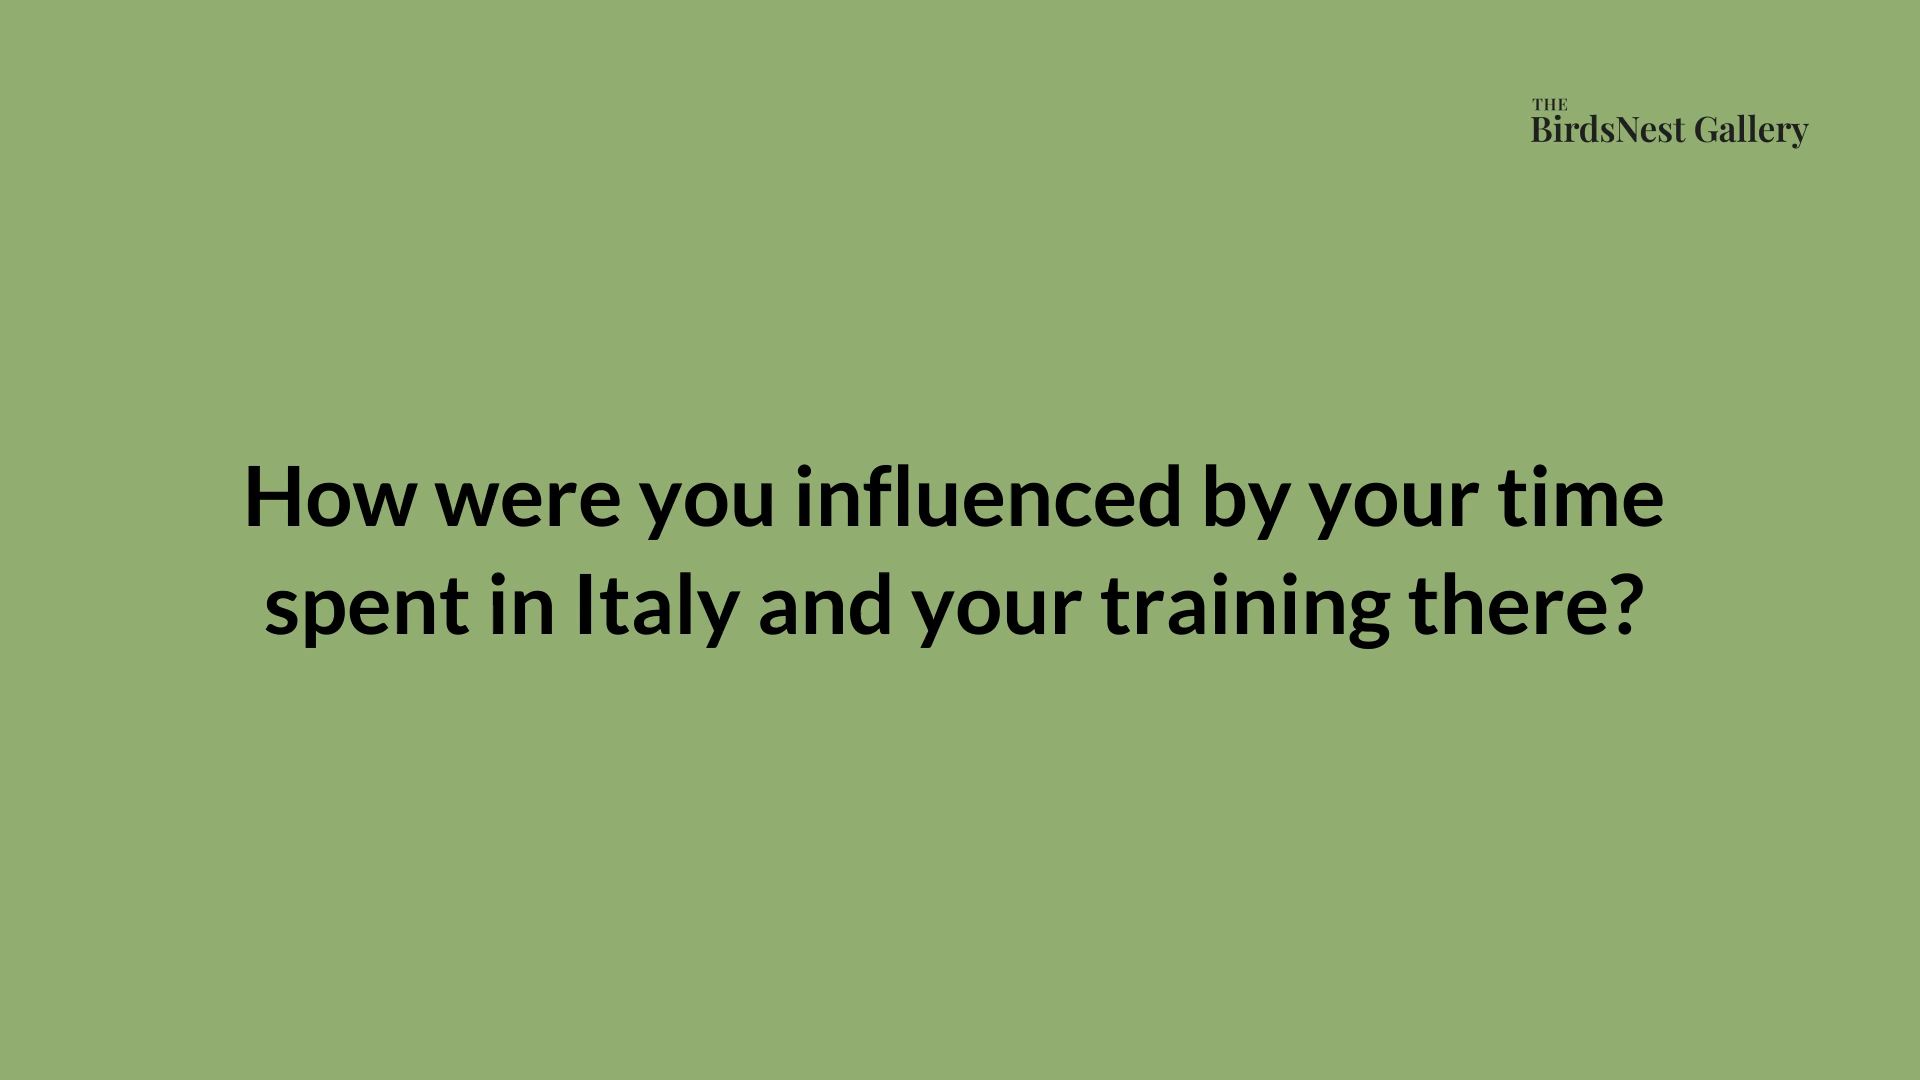 THE
BirdsNest Gallery
How were you influenced by your time
spent in Italy and your training there?